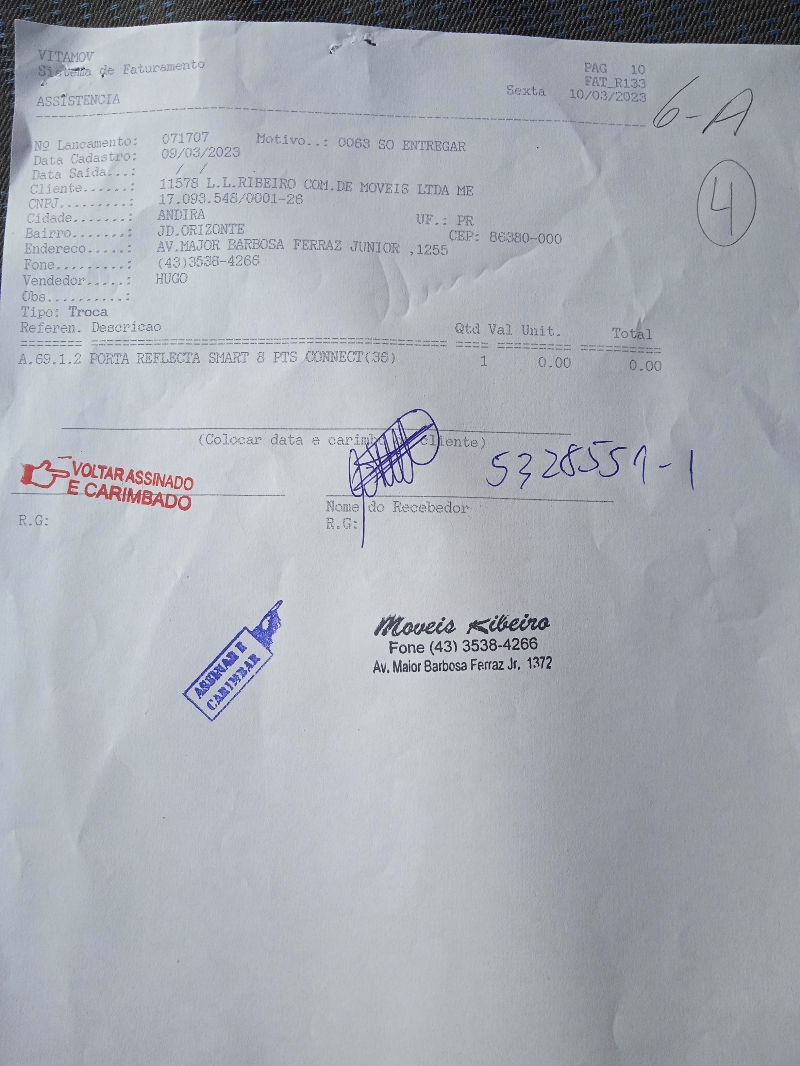 VITAMOV
Sistema de Faturamento
PAG 10
FAT_R133
Sexta 10/03/2023
ASSISTENCIA
6-A
4
Nº Lancamento: 071707 Motivo..: 0063 SO ENTREGAR
Data Cadastro: 09/03/2023
Data Saida...: / /
Cliente......: 11578 L.L.RIBEIRO COM.DE MOVEIS LTDA ME
CNPJ.........: 17.093.548/0001-26
Cidade.......: ANDIRA UF.: PR
Bairro.......: JD.ORIZONTE CEP: 86380-000
Endereco.....: AV.MAJOR BARBOSA FERRAZ JUNIOR ,1255
Fone.........: (43)3538-4266
Vendedor.....: HUGO
Obs..........:
Tipo: Troca
Referen. Descricao Qtd Val Unit. Total
A.69.1.2 PORTA REFLECTA SMART 8 PTS CONNECT(36) 1 0.00 0.00
(Colocar data e carimbo cliente)
VOLTAR ASSINADO
E CARIMBADO
5328551-1
Nome do Recebedor
R.G:
R.G:
ASSINAR E
CARIMBAR
Moveis Ribeiro
Fone (43) 3538-4266
Av. Maior Barbosa Ferraz Jr, 1372